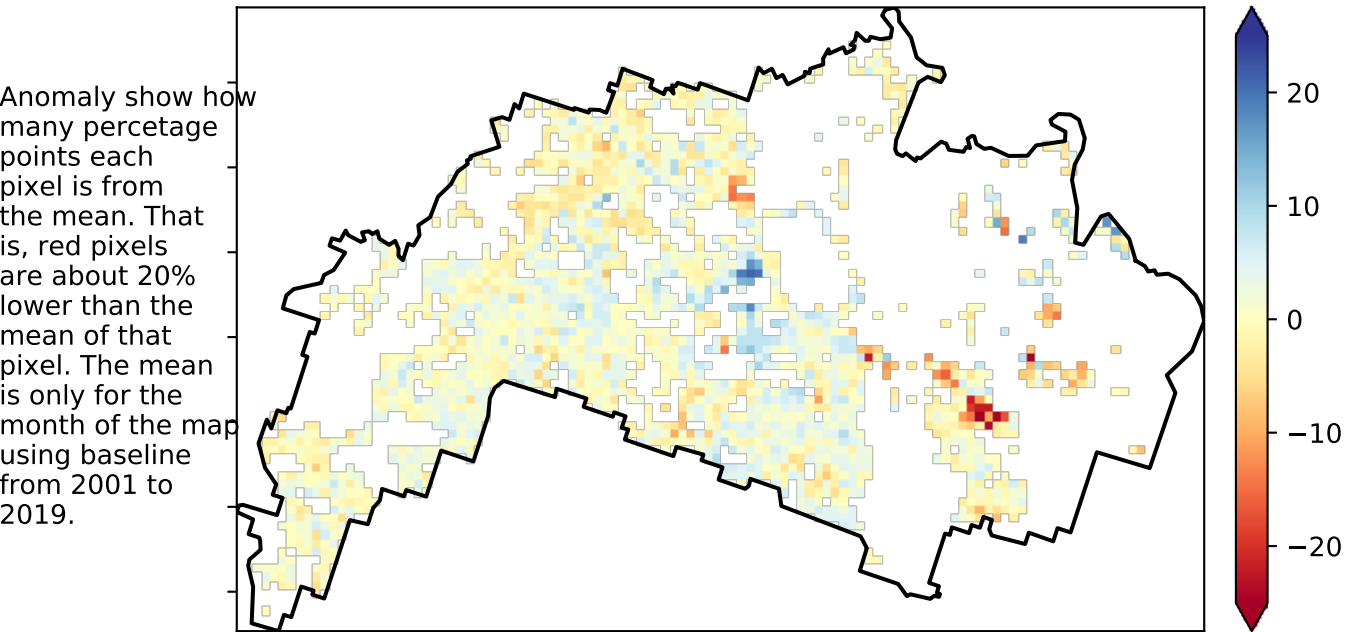 Anomaly show how
many percetage
points each
pixel is from
the mean. That
is, red pixels
are about 20%
lower than the
mean of that
pixel. The mean
is only for the
month of the map
using baseline
from 2001 to
2019.
20
10
0
−10
−20